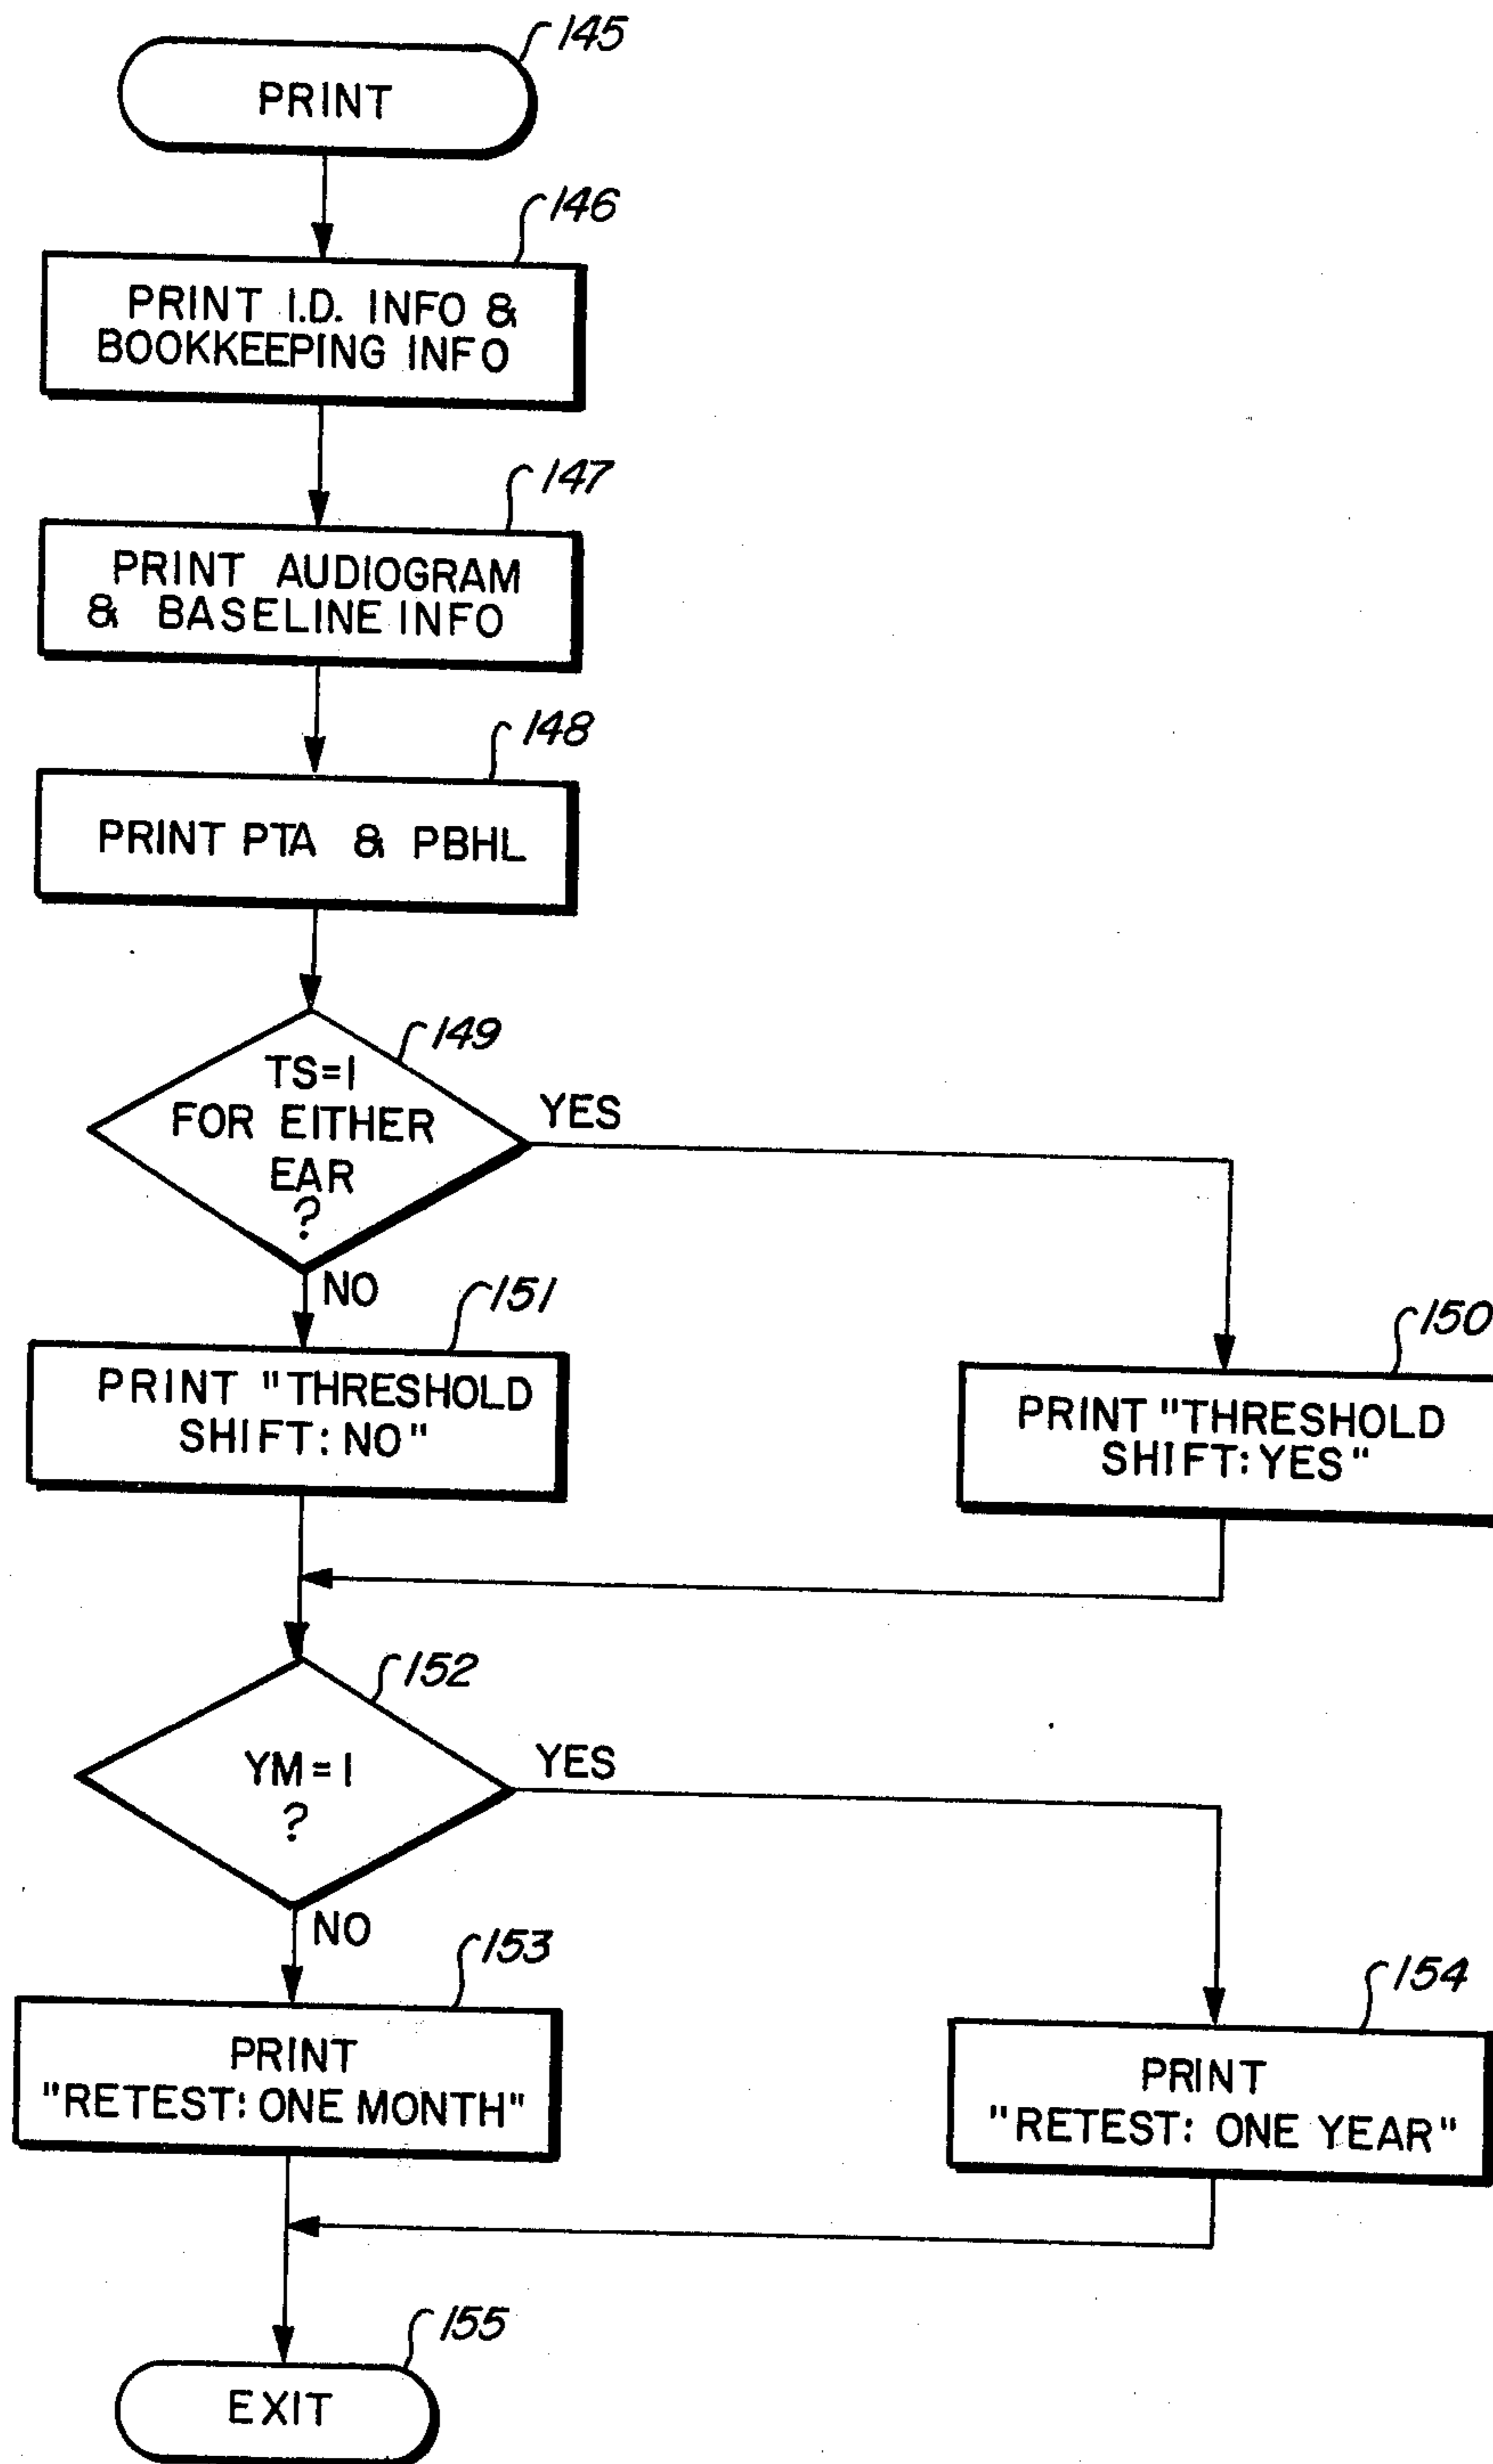 145
PRINT
146
PRINT I.D. INFO &
BOOKKEEPING INFO
147
PRINT AUDIOGRAM
& BASELINE INFO
148
PRINT PTA & PBHL
149
TS=1
FOR EITHER
EAR
?
YES
NO
151
PRINT "THRESHOLD
SHIFT: NO"
150
PRINT "THRESHOLD
SHIFT: YES"
152
YM=1
?
YES
NO
153
PRINT
"RETEST: ONE MONTH"
154
PRINT
"RETEST: ONE YEAR"
155
EXIT